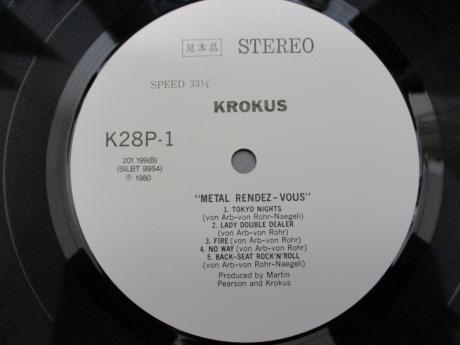 見本品 STEREO
SPEED 33⅓
KROKUS
K28P-1
201 199(B)
(SILBT 9954)
Ⓟ 1980
"METAL RENDEZ-VOUS"
1. TOKYO NIGHTS
(von Arb-von Rohr-Naegeli)
2. LADY DOUBLE DEALER
(von Arb-von Rohr)
3. FIRE (von Arb-von Rohr)
4. NO WAY (von Arb-von Rohr)
5. BACK-SEAT ROCK'N'ROLL
(von Arb-von Rohr-Naegeli)
Produced by Martin
Pearson and Krokus